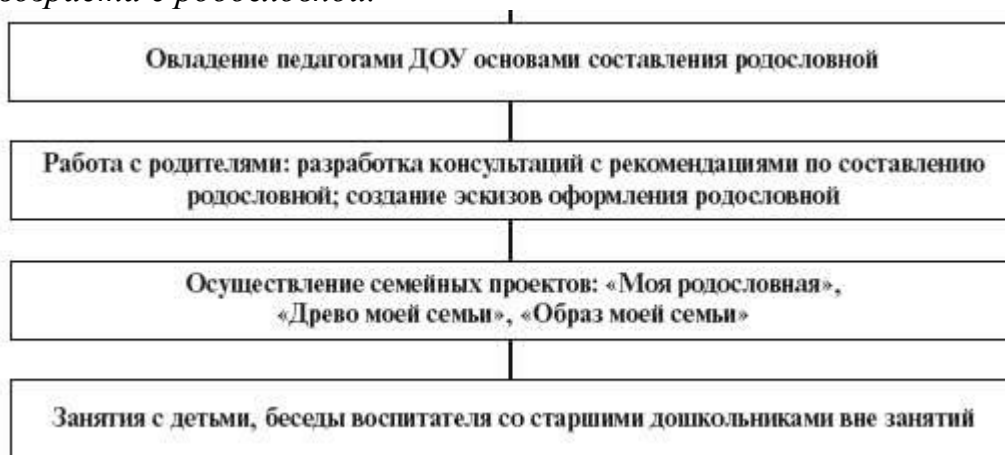 возраста с родословной.
Овладение педагогами ДОУ основами составления родословной
Работа с родителями: разработка консультаций с рекомендациями по составлению
родословной; создание эскизов оформления родословной
Осуществление семейных проектов: «Моя родословная»,
«Древо моей семьи», «Образ моей семьи»
Занятия с детьми, беседы воспитателя со старшими дошкольниками вне занятий